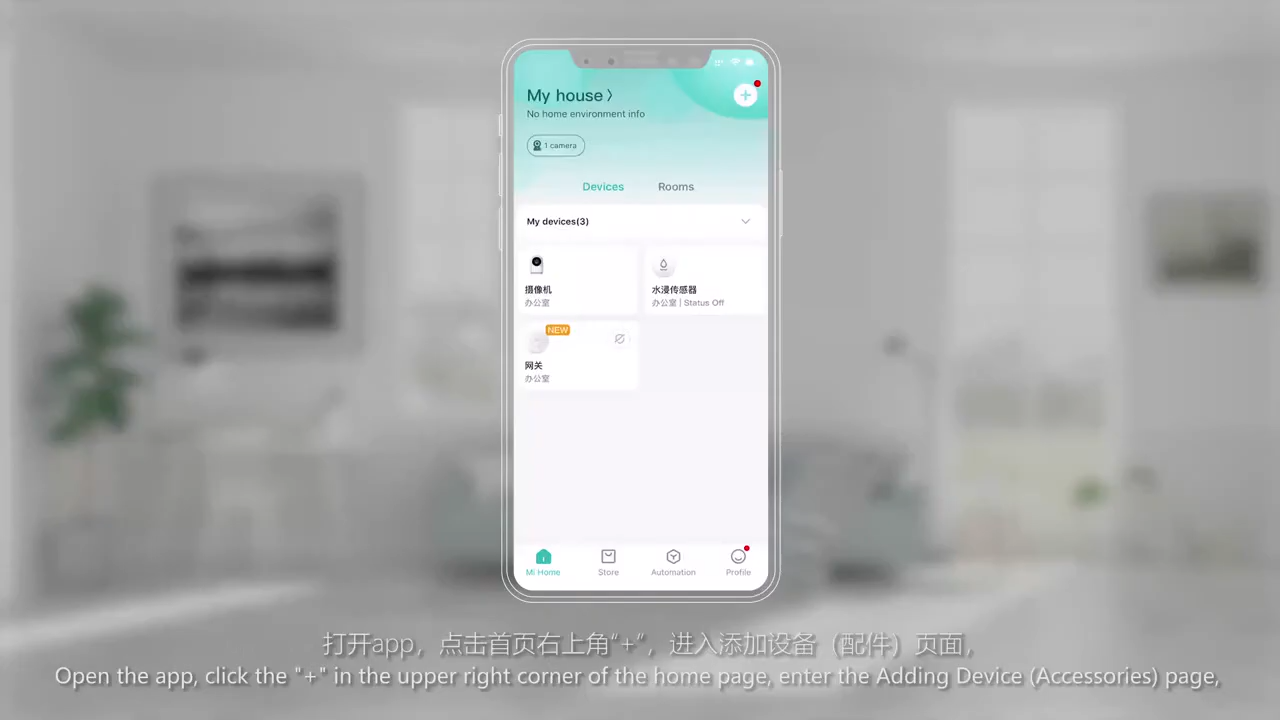 My house
No home environment info
1 camera
Devices
Rooms
My devices(3)
摄像机
办公室
水浸传感器
办公室 | Status Off
NEW
网关
办公室
Mi Home
Store
Automation
Profile
打开app，点击首页右上角“+”，进入添加设备（配件）页面，
Open the app, click the "+" in the upper right corner of the home page, enter the Adding Device (Accessories) page,